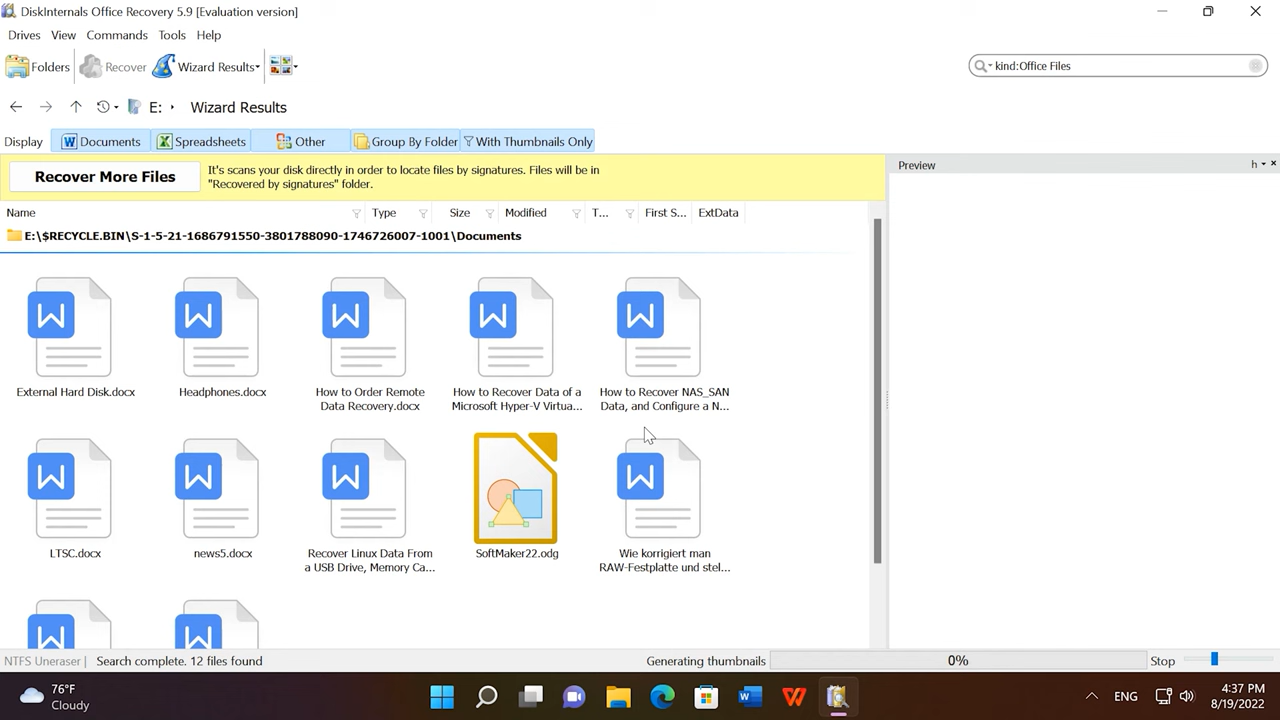 DiskInternals Office Recovery 5.9 [Evaluation version]
Drives View Commands Tools Help
Folders Recover Wizard Results kind:Office Files
E: Wizard Results
Display Documents Spreadsheets Other Group By Folder With Thumbnails Only
Recover More Files
It's scans your disk directly in order to locate files by signatures. Files will be in
"Recovered by signatures" folder.
Preview h
Name Type Size Modified T... First S... ExtData
E:\$RECYCLE.BIN\S-1-5-21-1686791550-3801788090-1746726007-1001\Documents
W W W W W
External Hard Disk.docx
Headphones.docx
How to Order Remote
Data Recovery.docx
How to Recover Data of a
Microsoft Hyper-V Virtua...
How to Recover NAS_SAN
Data, and Configure a N...
W W W W
LTSC.docx
news5.docx
Recover Linux Data From
a USB Drive, Memory Ca...
SoftMaker22.odg
Wie korrigiert man
RAW-Festplatte und stel...
W W
NTFS Uneraser Search complete. 12 files found Generating thumbnails 0% Stop
76°F
Cloudy
ENG
4:37 PM
8/19/2022